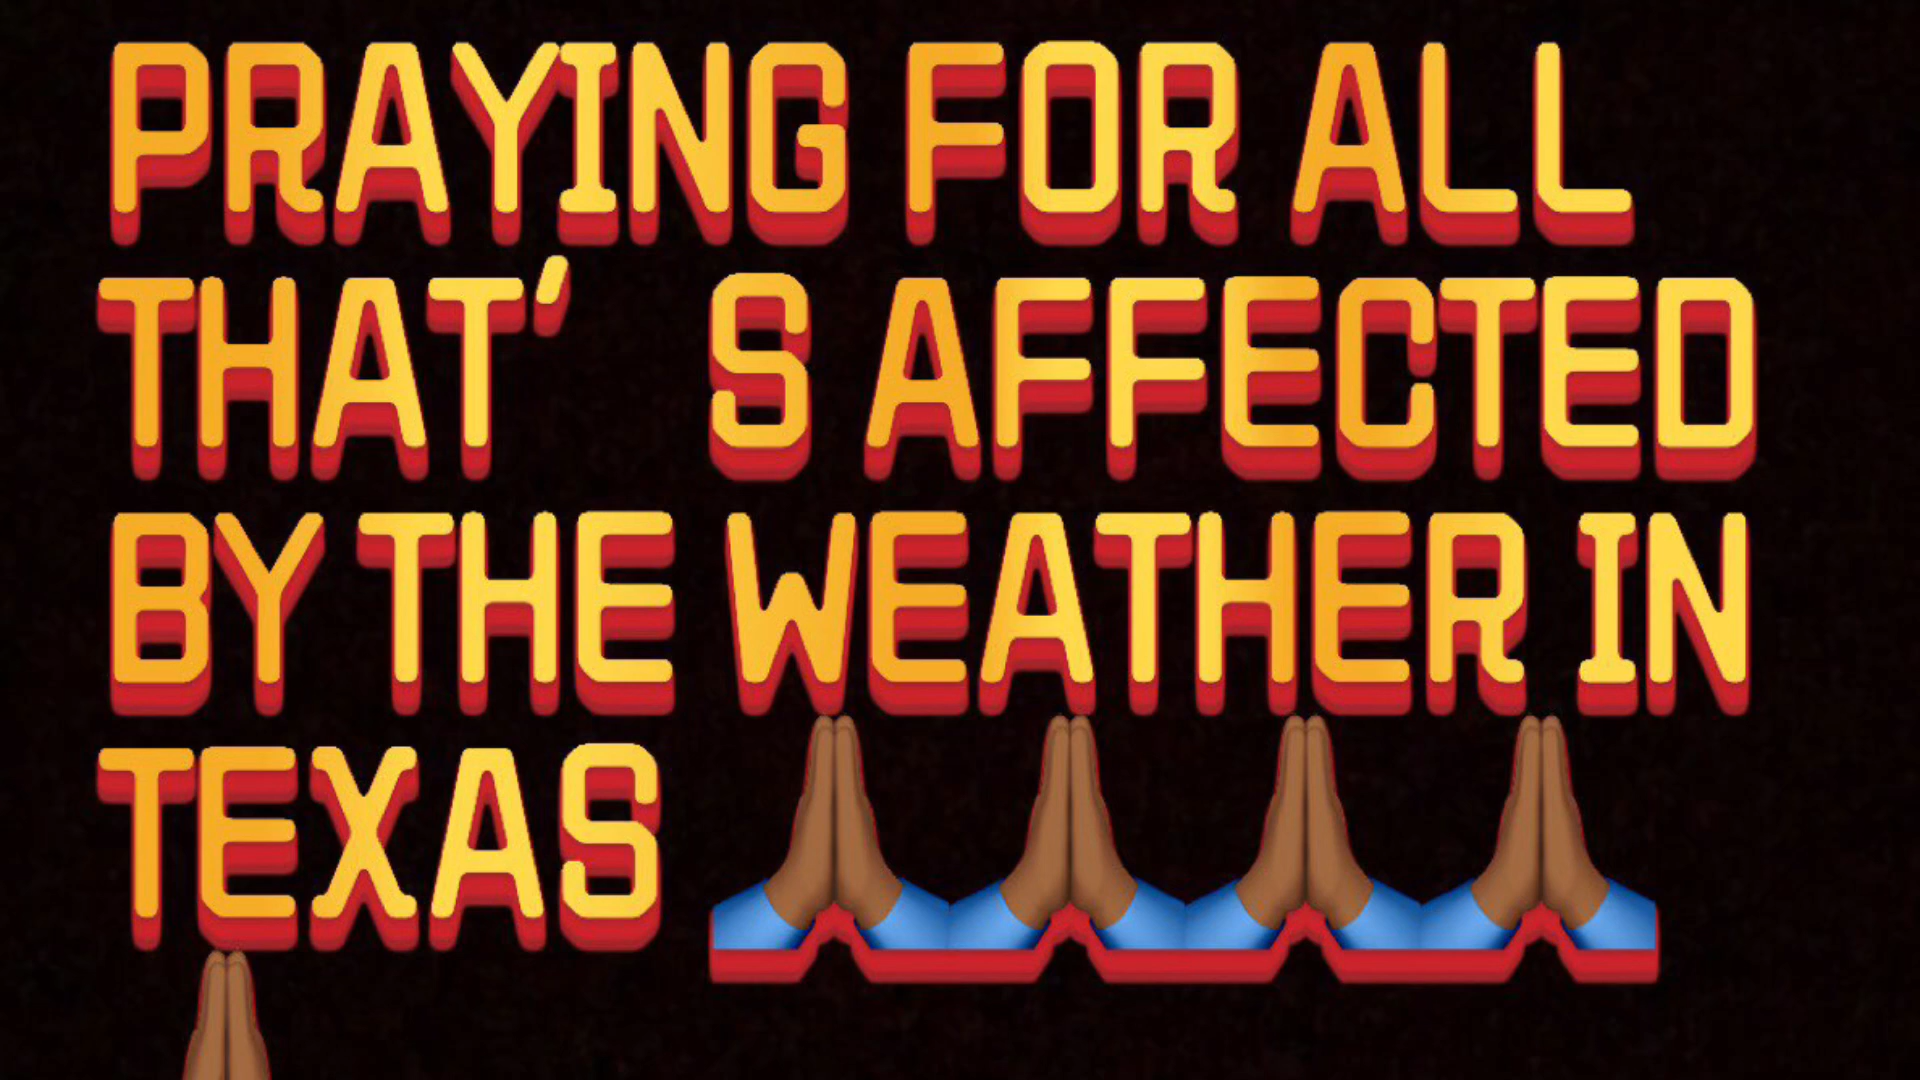 PRAYING FOR ALL
THAT' S AFFECTED
BY THE WEATHER IN
TEXAS 🙏🏾🙏🏾🙏🏾🙏🏾
🙏🏾